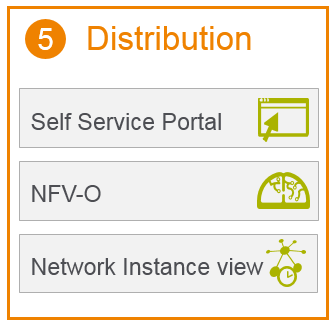 5 Distribution
Self Service Portal
NFV-O
Network Instance view